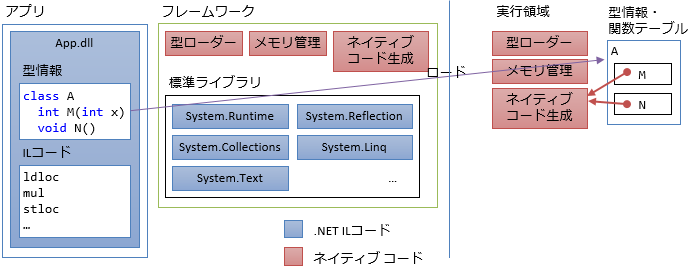 アプリ
App.dll
型情報
class A
int M(int x)
void N()
ILコード
ldloc
mul
stloc
…
フレームワーク
型ローダー
メモリ管理
ネイティブ
コード生成
標準ライブラリ
System.Runtime
System.Reflection
System.Collections
System.Linq
System.Text
...
ロード
実行領域
型ローダー
メモリ管理
ネイティブ
コード生成
型情報・
関数テーブル
A
M
N
.NET ILコード
ネイティブ コード